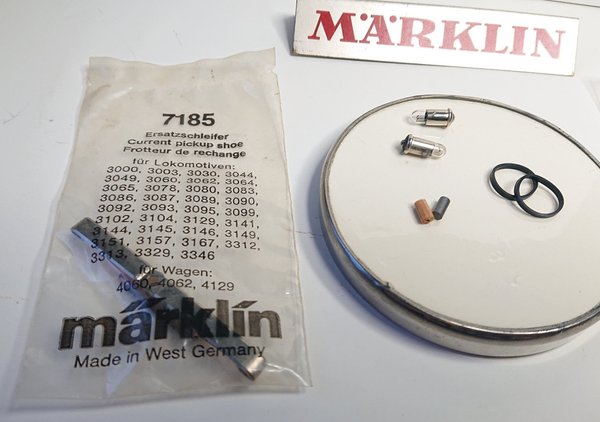 MÄRKLIN
7185
Ersatzschleifer
Current pickup shoe
Frotteur de rechange
für Lokomotiven:
3000, 3003, 3030, 3044,
3049, 3060, 3062, 3064,
3065, 3078, 3080, 3083,
3086, 3087, 3089, 3090,
3092, 3093, 3095, 3099,
3102, 3104, 3129, 3141,
3144, 3145, 3146, 3149,
3151, 3157, 3167, 3312,
3313, 3329, 3346
für Wagen:
4060, 4062, 4129
märklin
Made in West Germany